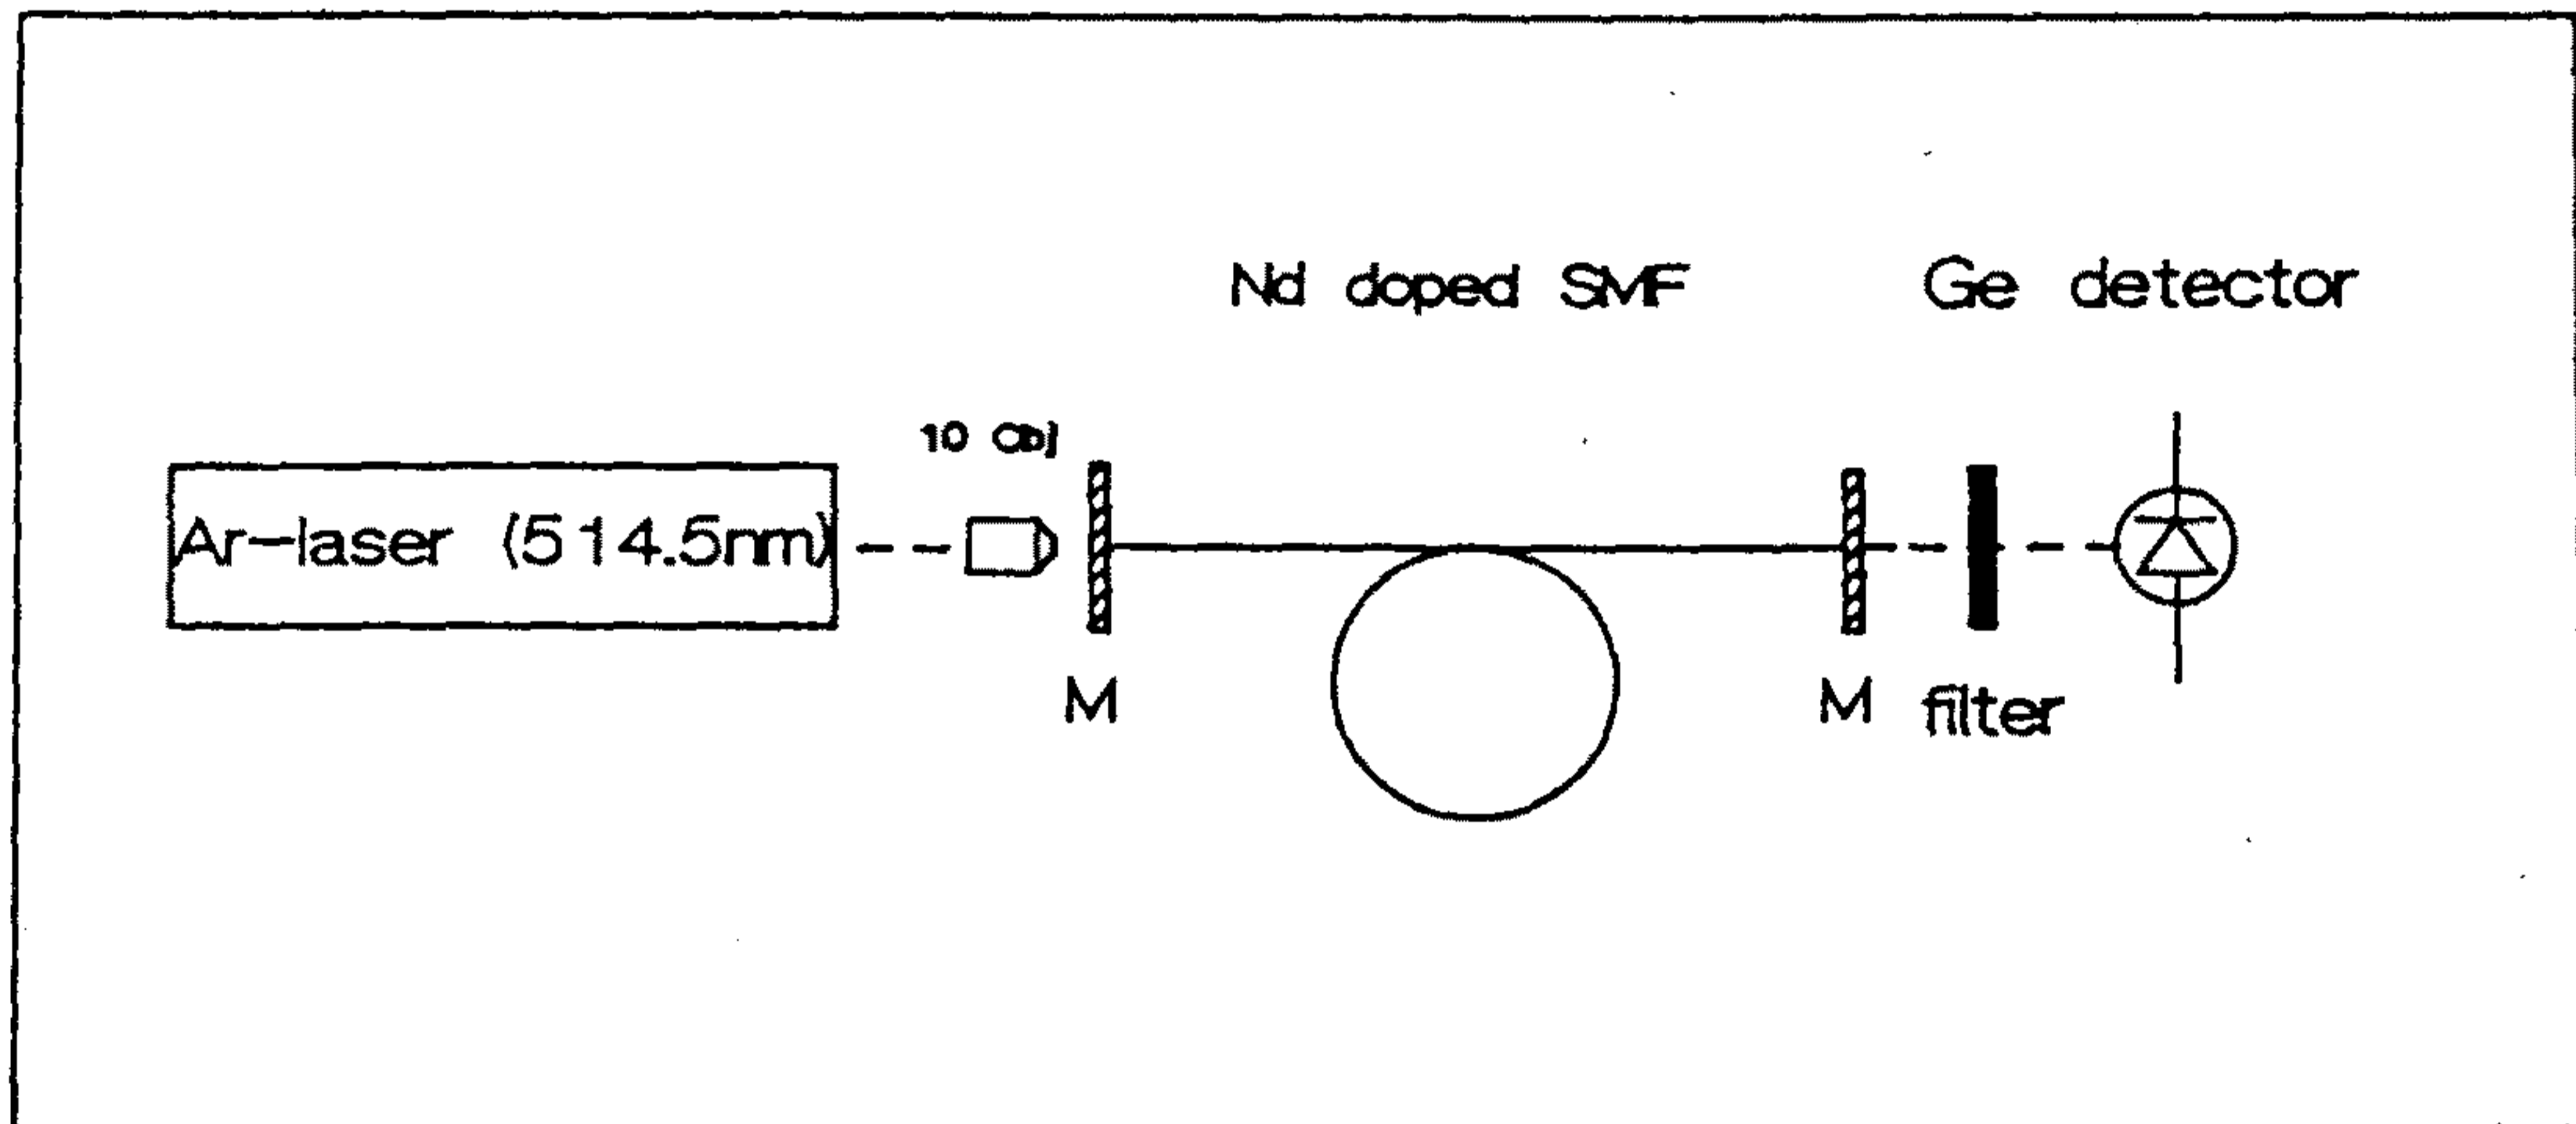 Nd doped SMF
Ge detector
10 Obj
Ar-laser (514.5nm)
M
M
filter